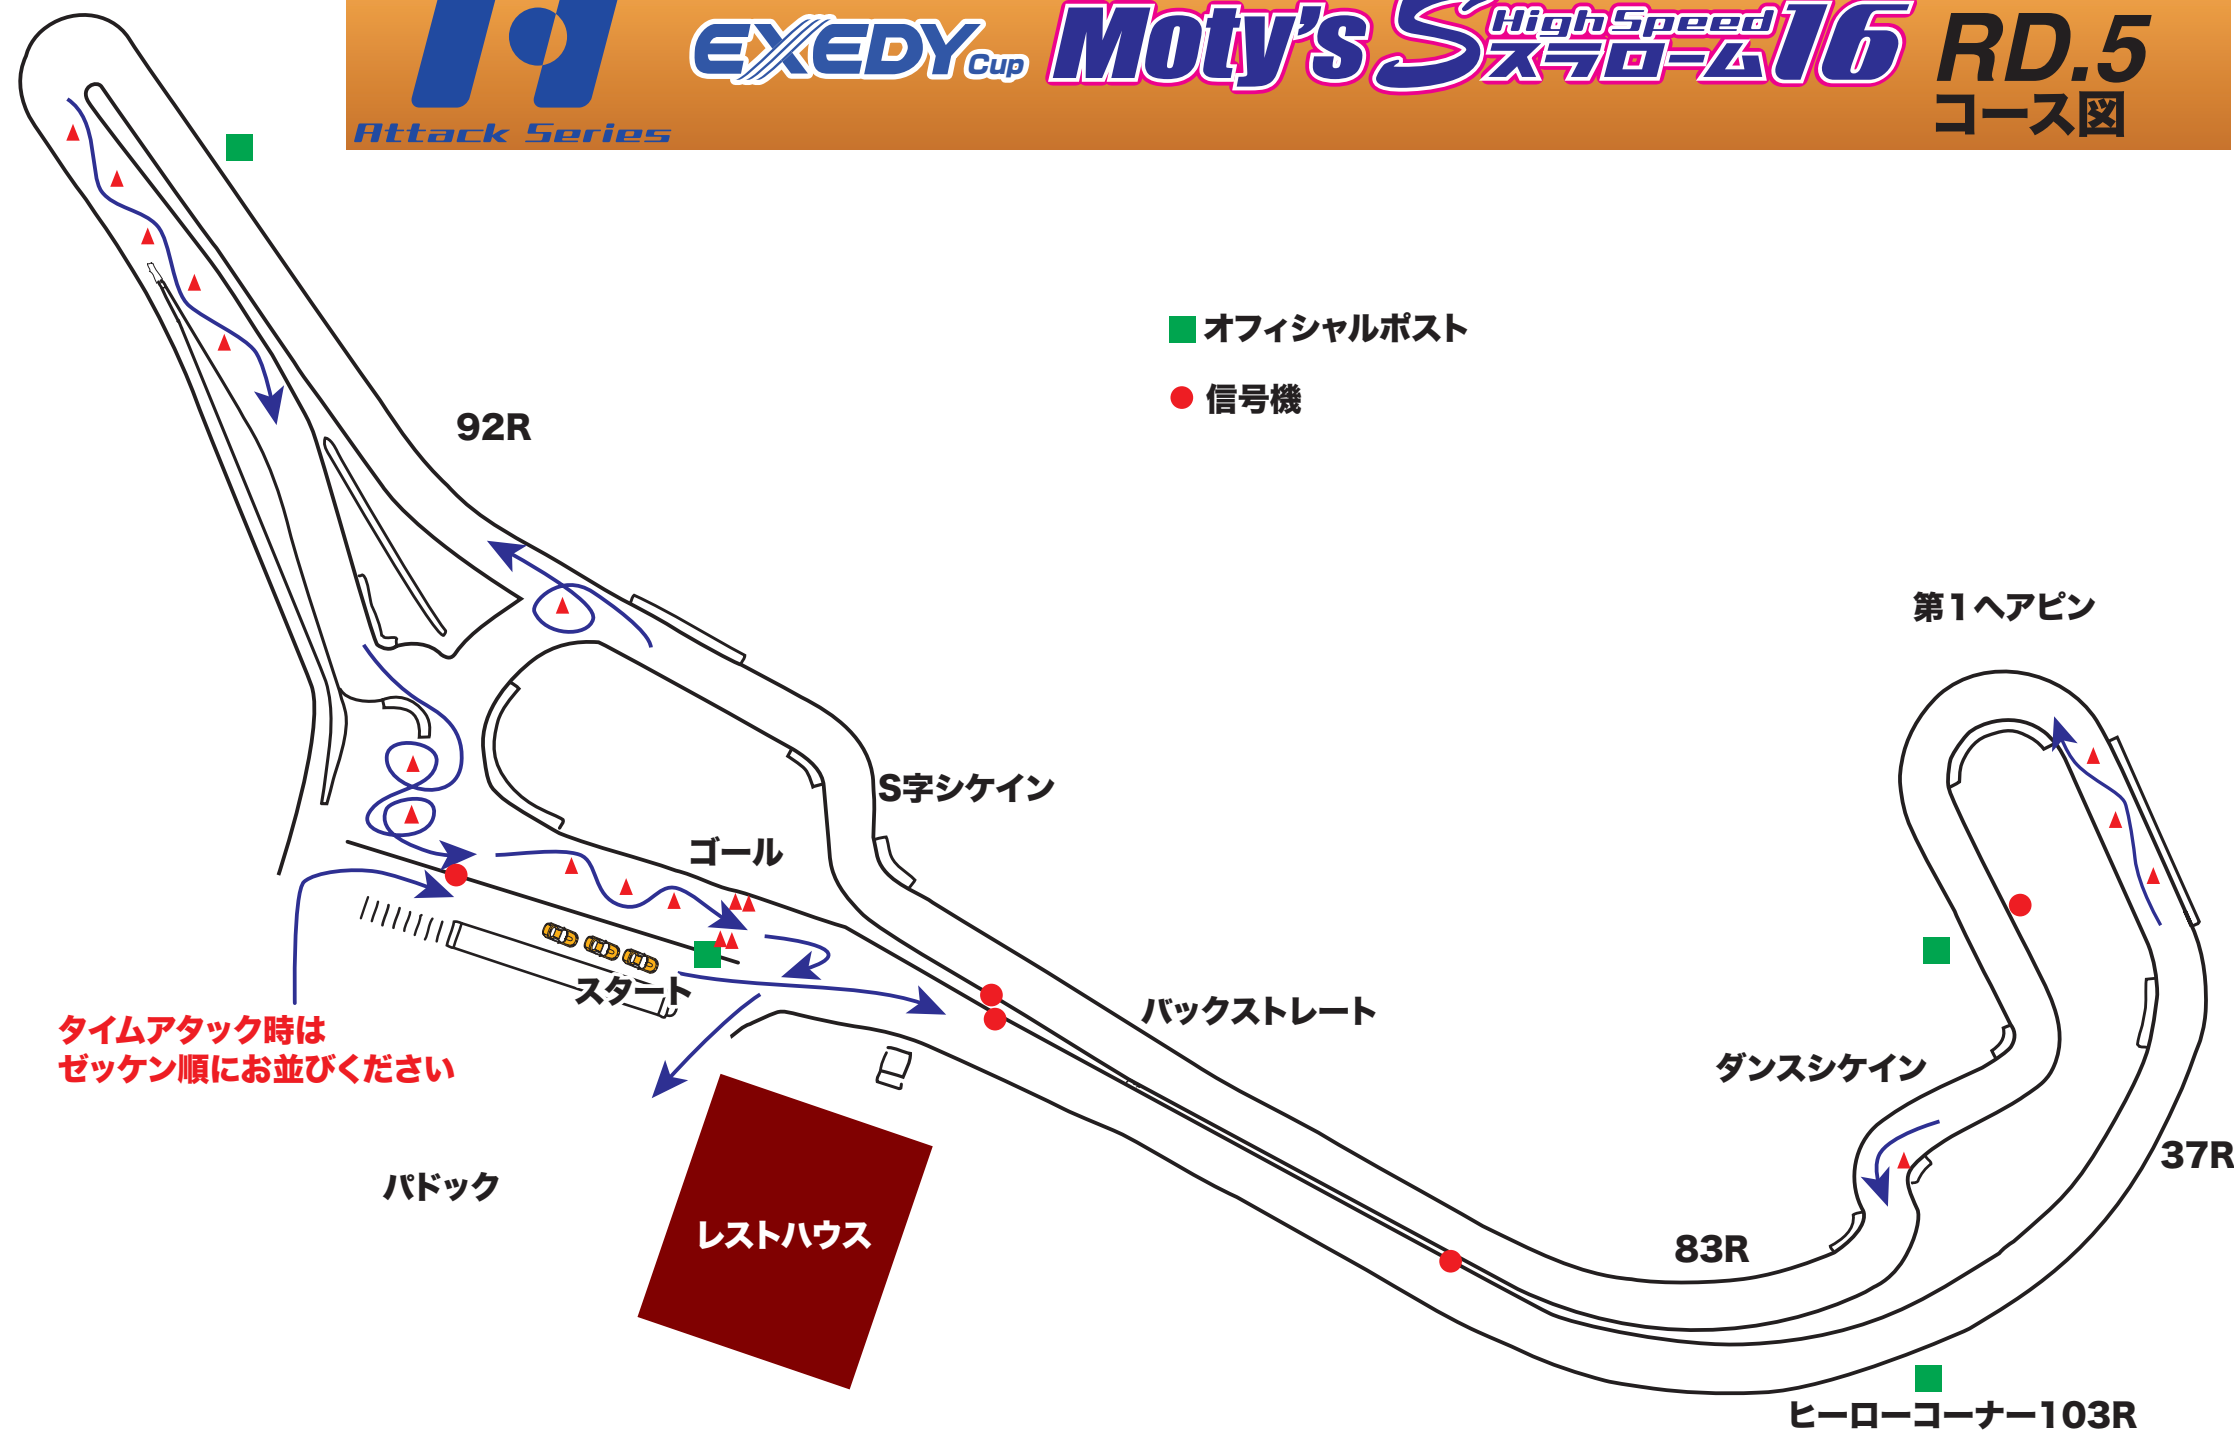 Attack Series
EXEDY Cup
Moty's
S High Speed スラローム 16
RD.5
コース図
オフィシャルポスト
信号機
92R
第1ヘアピン
S字シケイン
ゴール
スタート
バックストレート
タイムアタック時は
ゼッケン順にお並びください
ダンスシケイン
パドック
37R
レストハウス
83R
ヒーローコーナー103R